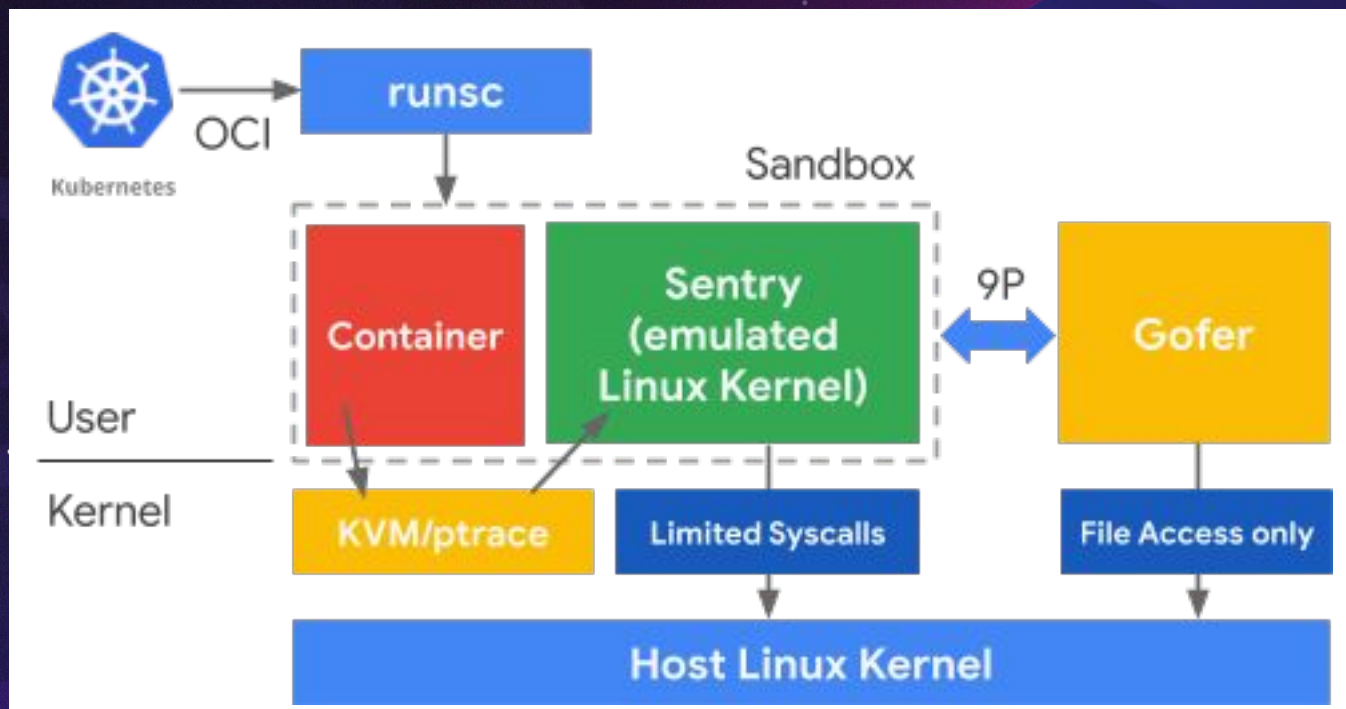 runsc
OCI
Kubernetes
Sandbox
Container
Sentry
(emulated
Linux Kernel)
9P
Gofer
User
Kernel
KVM/ptrace
Limited Syscalls
File Access only
Host Linux Kernel